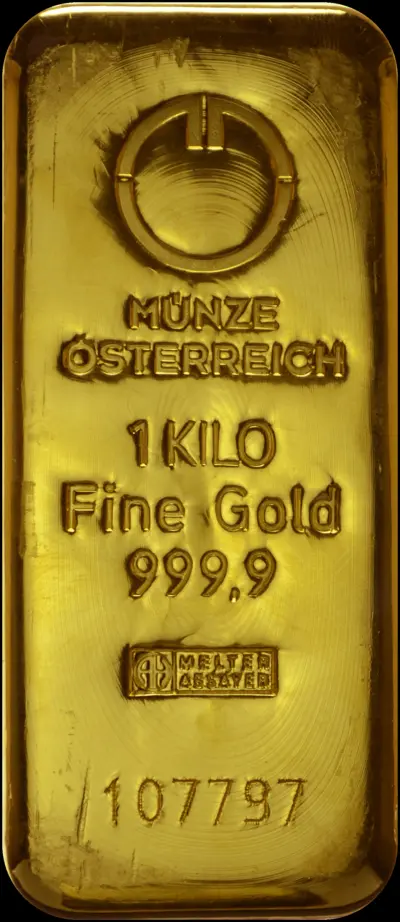 MÜNZE
ÖSTERREICH
1 KILO
Fine Gold
999,9
MELTER
ASSAYER
107797